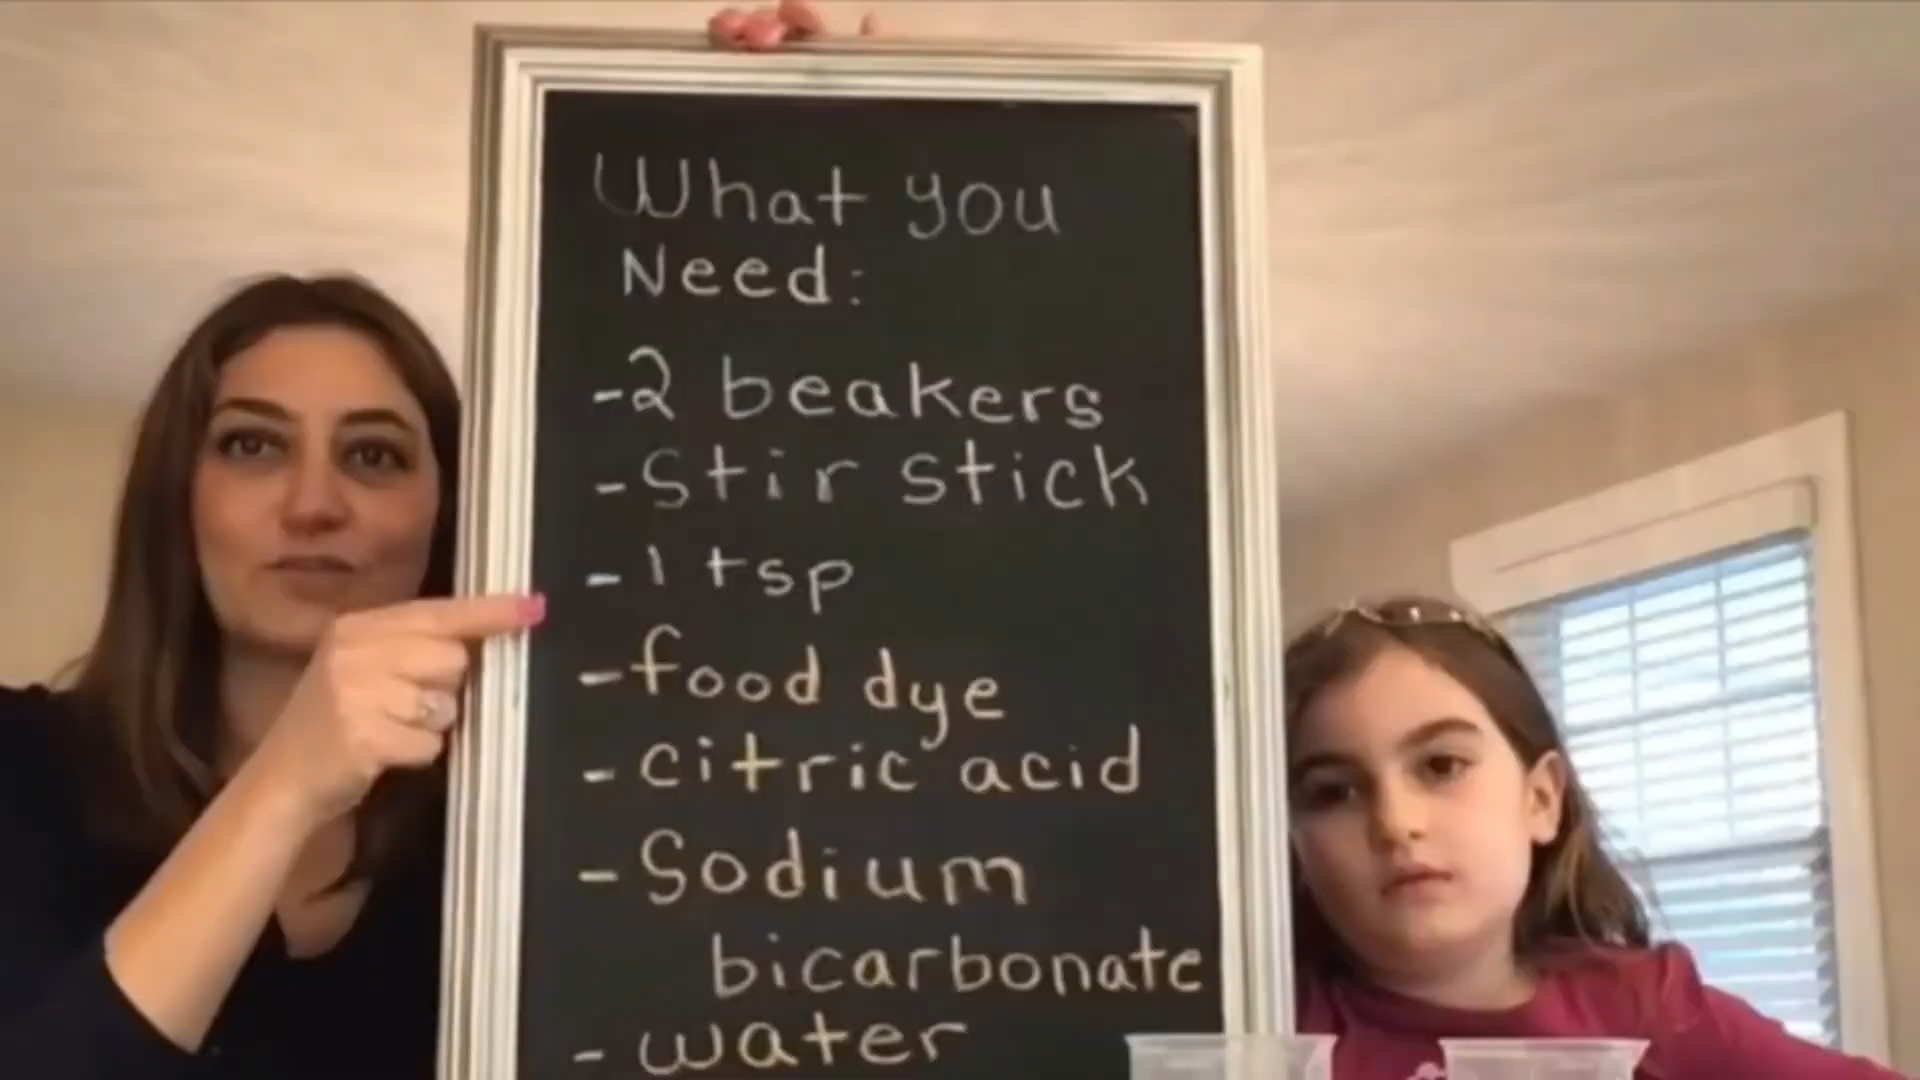 What you
Need:
-2 beakers
-Stir stick
-1 tsp
-food dye
-citric acid
-Sodium
bicarbonate
-water